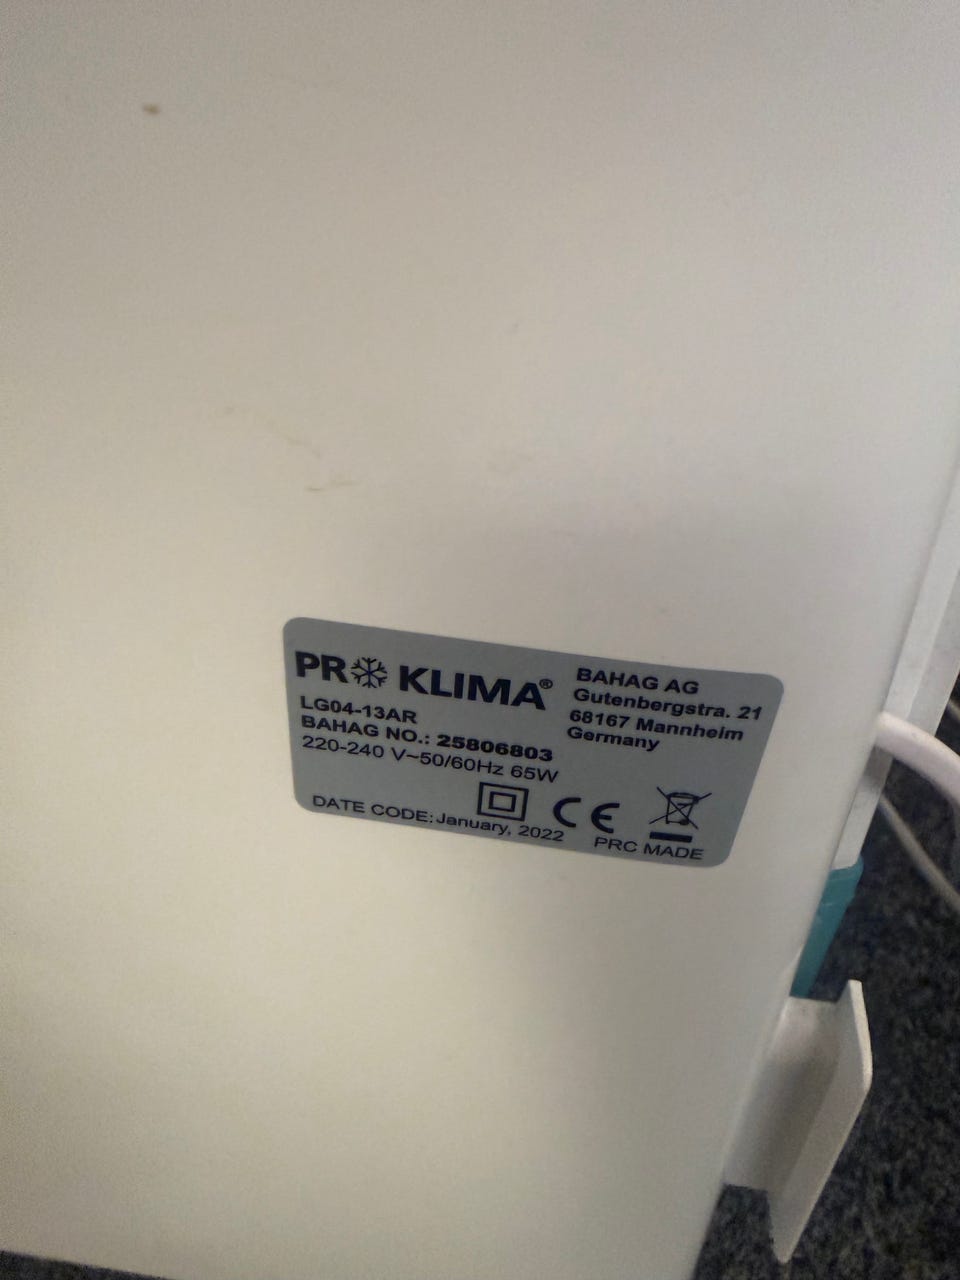 PRO KLIMA®
LG04-13AR
BAHAG NO.: 25806803
220-240 V~50/60Hz 65W
DATE CODE: January, 2022
BAHAG AG
Gutenbergstra. 21
68167 Mannheim
Germany
CE
PRC MADE